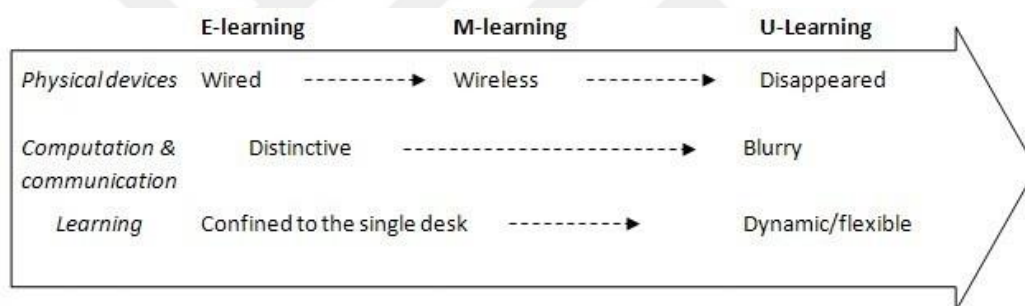 E-learning M-learning U-Learning
Physical devices Wired Wireless Disappeared
Computation & Distinctive Blurry
communication
Learning Confined to the single desk Dynamic/flexible